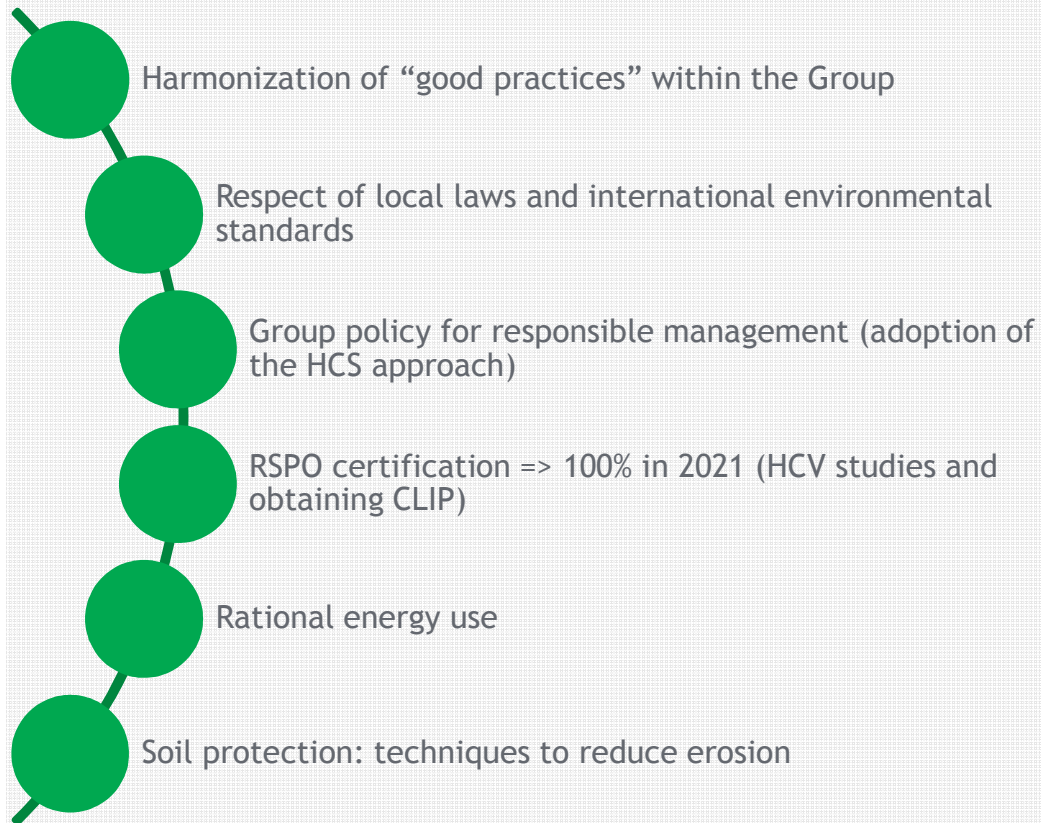 Harmonization of “good practices” within the Group
Respect of local laws and international environmental
standards
Group policy for responsible management (adoption of
the HCS approach)
RSPO certification => 100% in 2021 (HCV studies and
obtaining CLIP)
Rational energy use
Soil protection: techniques to reduce erosion